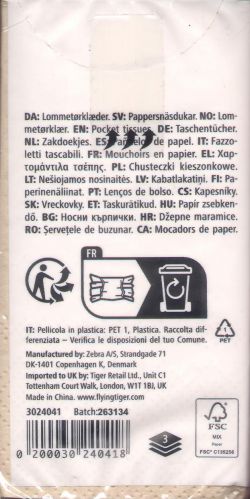 DA: Lommetørklæder. SV: Pappersnäsdukar. NO: Lom-
metørklær. EN: Pocket tissues. DE: Taschentücher.
NL: Zakdoekjes. ES: de papel. IT: Fazzo-
letti tascabili. FR: Mouchoirs en papier. EL: Χαρ-
τομάντιλα τσέπης. PL: Chusteczki kieszonkowe.
LT: Nešiojamos nosinaitės. LV: Kabatlakatiņi. FI: Pa-
perinenäliinat. PT: Lenços de bolso. CS: Kapesníky.
SK: Vreckovky. ET: Taskurätikud. HU: Papír zsebken-
dő. BG: Носни кърпички. HR: Džepne maramice.
RO: Șervețele de buzunar. CA: Mocadors de paper.
FR
IT: Pellicola in plastica: PET 1, Plastica. Raccolta dif-
ferenziata – Verifica le disposizioni del tuo Comune.
1
PET
Manufactured by: Zebra A/S, Strandgade 71
DK-1401 Copenhagen K, Denmark
Imported to UK by: Tiger Retail Ltd., Unit C1
Tottenham Court Walk, London, W1T 1BJ, UK
Made in China. www.flyingtiger.com
3024041 Batch:263134
0 200030 240418
3
FSC
MIX
Paper
FSC® C136256